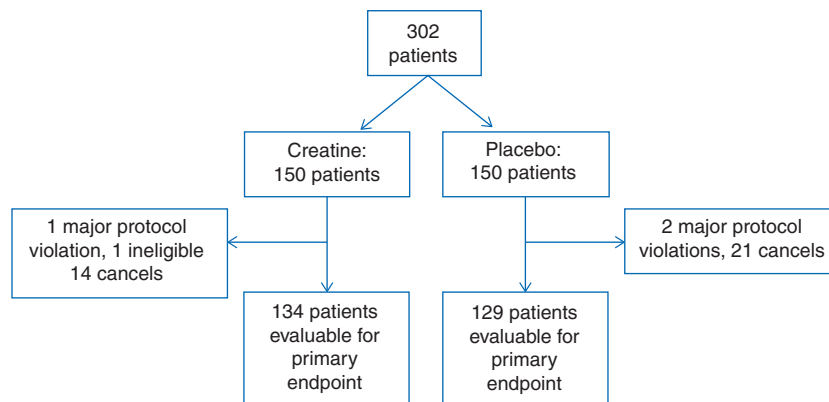 302
patients
Creatine:
150 patients
Placebo:
150 patients
1 major protocol
violation, 1 ineligible
14 cancels
2 major protocol
violations, 21 cancels
134 patients
evaluable for
primary
endpoint
129 patients
evaluable for
primary
endpoint